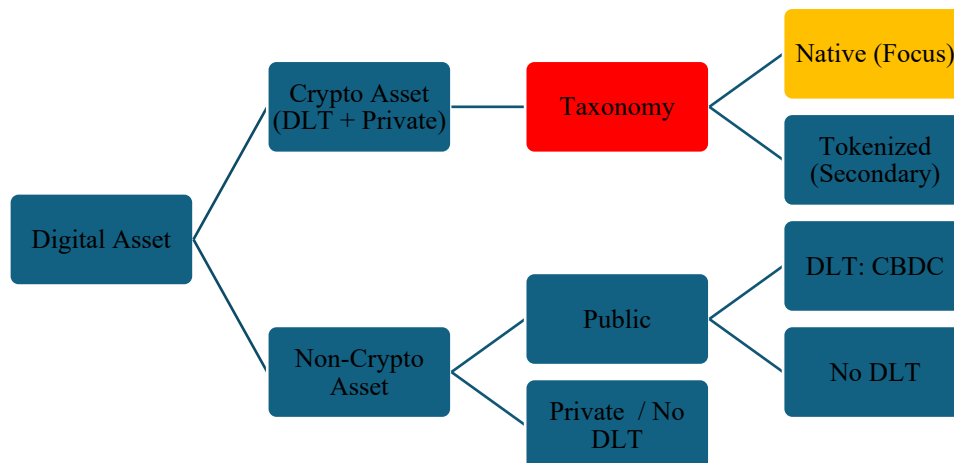 Native (Focus)
Crypto Asset
(DLT + Private)
Taxonomy
Tokenized
(Secondary)
Digital Asset
DLT: CBDC
Public
Non-Crypto
Asset
No DLT
Private  / No
DLT